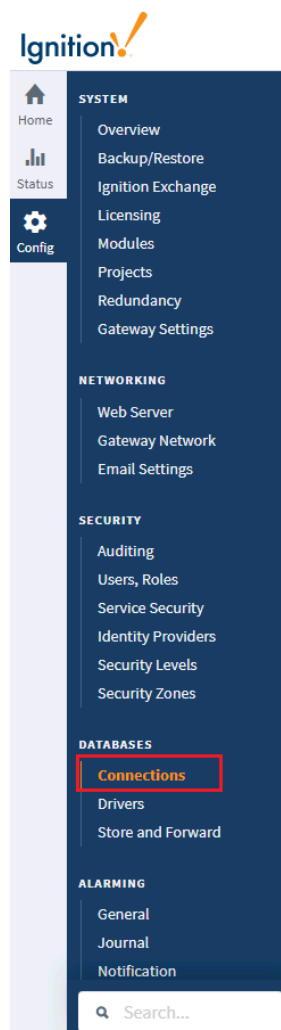 Ignition!
Home
Status
Config
SYSTEM
Overview
Backup/Restore
Ignition Exchange
Licensing
Modules
Projects
Redundancy
Gateway Settings
NETWORKING
Web Server
Gateway Network
Email Settings
SECURITY
Auditing
Users, Roles
Service Security
Identity Providers
Security Levels
Security Zones
DATABASES
Connections
Drivers
Store and Forward
ALARMING
General
Journal
Notification
Search...